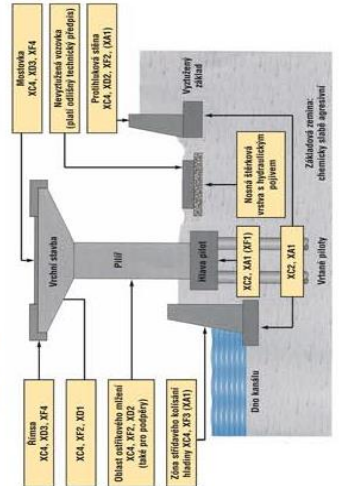 Mostovka
XC4, XD3, XF4
Nevyztužená vozovka
(platí odlišný technický předpis)
Protihluková stěna
XC4, XD2, XF2, (XA1)
Vrchní stavba
Pilíř
Hlava pilot
Vyztužený
základ
Základová zemina:
chemicky slabě agresivní
Nosná štěrková
vrstva s hydraulickým
pojivem
XC2, XA1 (XF1)
XC2, XA1
Vrtané piloty
Dno kanálu
Římsa
XC4, XD3, XF4
XC4, XF2, XD1
Oblast ostřikového mlžení
XC4, XF2, XD2
(také pro podpěry)
Zóna střídavého kolísání
hladiny XC4, XF3 (XA1)